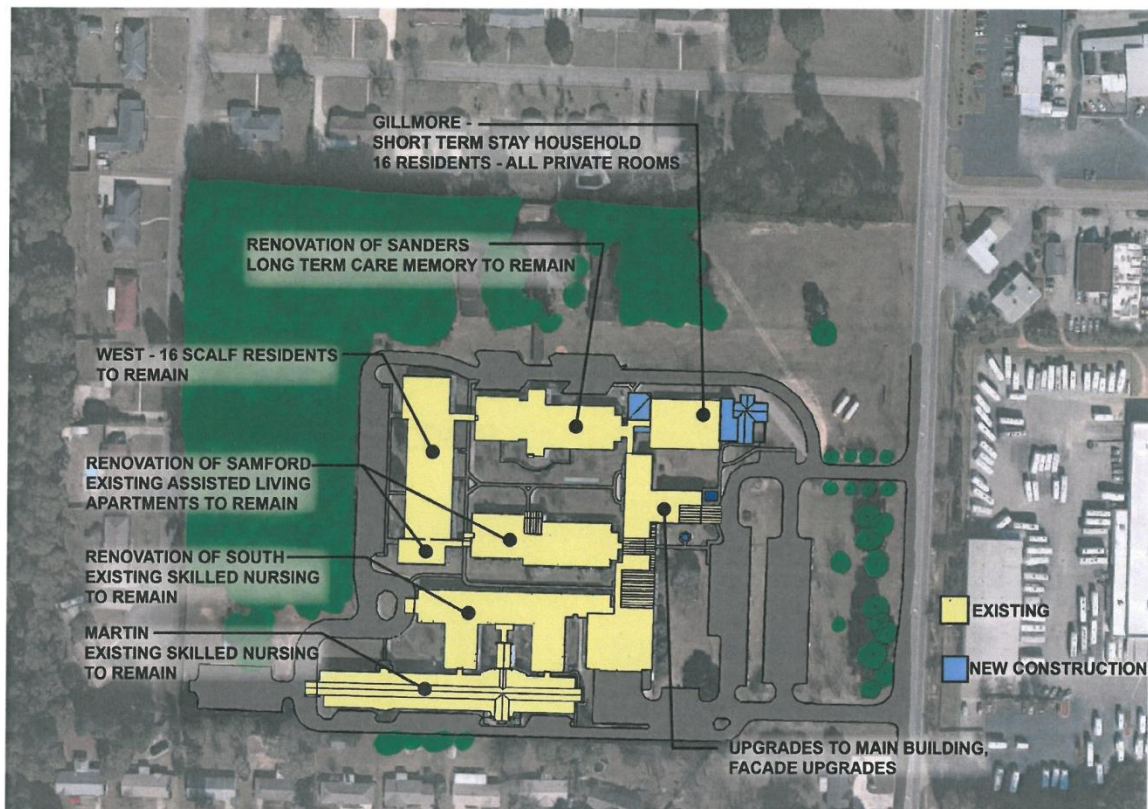 GILLMORE -
SHORT TERM STAY HOUSEHOLD
16 RESIDENTS - ALL PRIVATE ROOMS
RENOVATION OF SANDERS
LONG TERM CARE MEMORY TO REMAIN
WEST - 16 SCALF RESIDENTS
TO REMAIN
RENOVATION OF SAMFORD
EXISTING ASSISTED LIVING
APARTMENTS TO REMAIN
RENOVATION OF SOUTH
EXISTING SKILLED NURSING
TO REMAIN
MARTIN
EXISTING SKILLED NURSING
TO REMAIN
EXISTING
NEW CONSTRUCTION
UPGRADES TO MAIN BUILDING,
FACADE UPGRADES